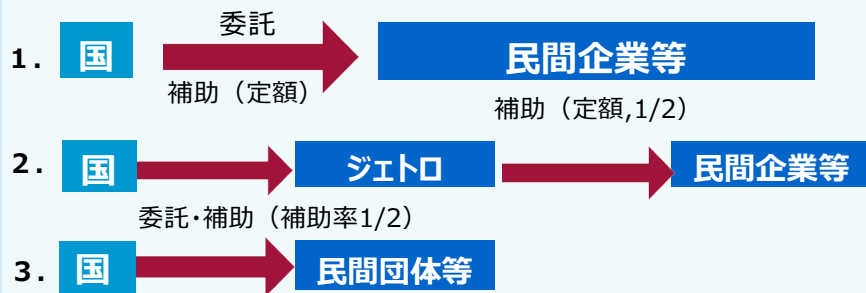 委託
1. 国 民間企業等
補助（定額）
補助（定額,1/2）
2. 国 ジェトロ 民間企業等
委託・補助（補助率1/2）
3. 国 民間団体等